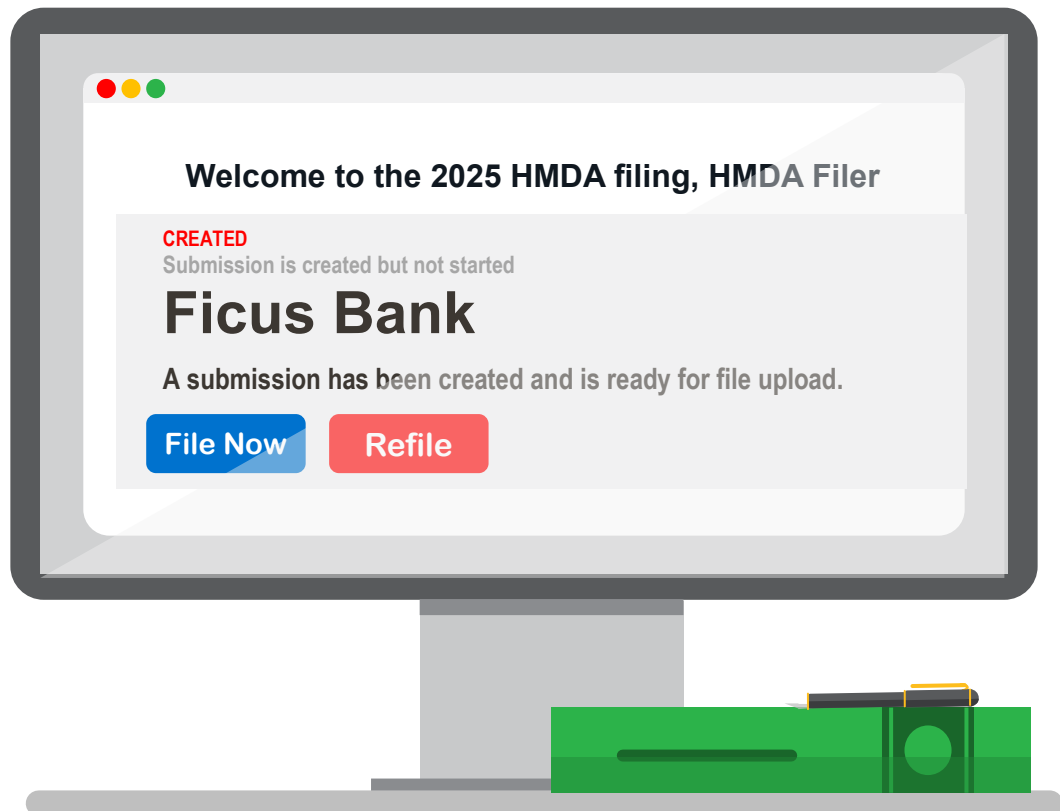 Welcome to the 2025 HMDA filing, HMDA Filer
CREATED
Submission is created but not started
Ficus Bank
A submission has been created and is ready for file upload.
File Now
Refile